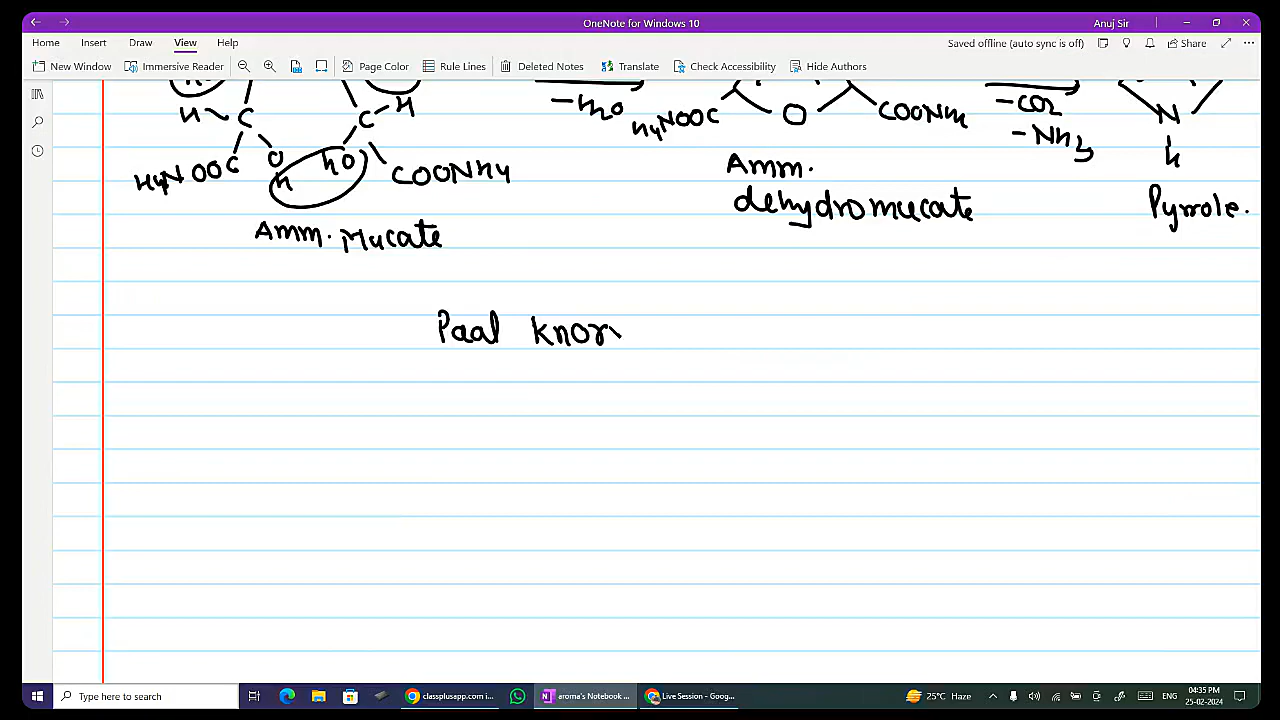 OneNote for Windows 10
Anuj Sir
Home Insert Draw View Help
Saved offline (auto sync is off) Share
New Window Immersive Reader Page Color Rule Lines Deleted Notes Translate Check Accessibility Hide Authors
H C C H
-H2O
H4NOOC O COONH4
-CO2
-NH3
N
H
H4NOOC O H HO COONH4
Amm. Mucate
Amm.
dehydromucate
Pyrrole.
Paal knor
Type here to search
classplusapp.com i...
aroma's Notebook ...
Live Session - Goog...
25°C Haze
ENG
04:35 PM
25-02-2024